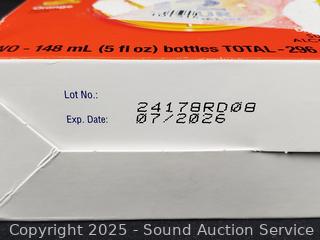 Orange
WO - 148 mL (5 fl oz) bottles TOTAL - 296
Lot No.:
24178RD08
Exp. Date:
07/2026
Copyright 2025 - Sound Auction Service